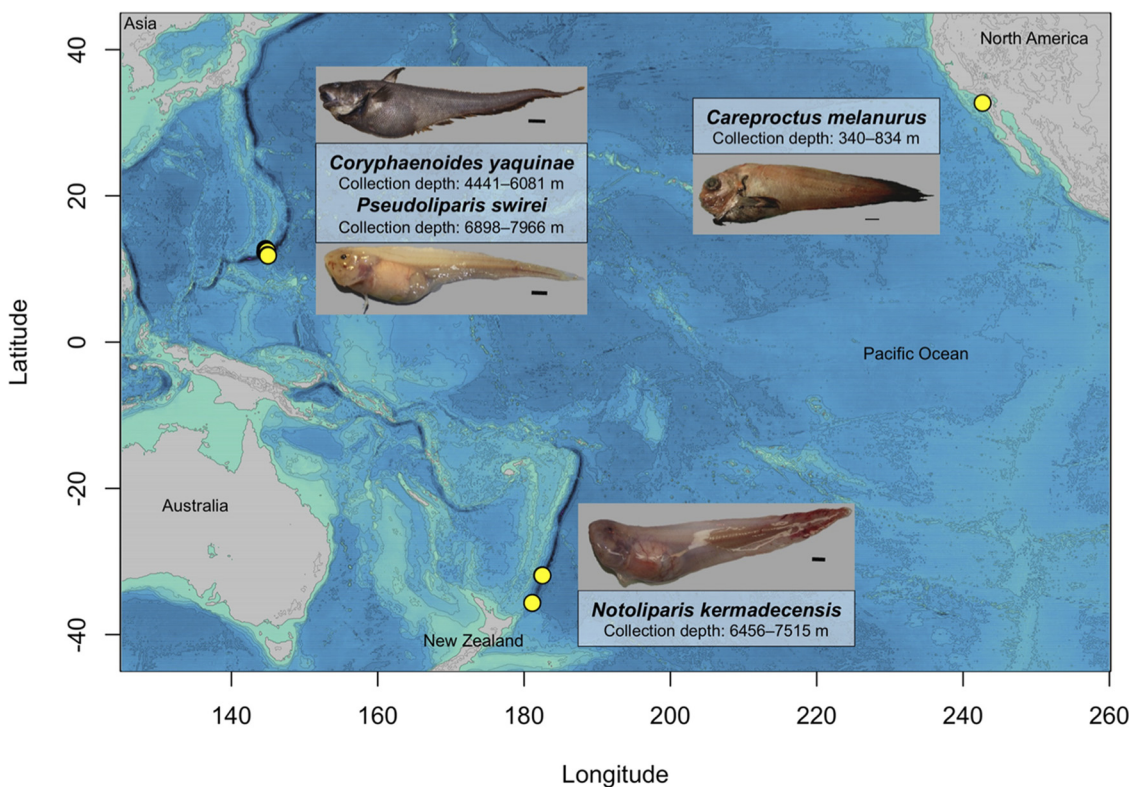 Asia
North America
Careproctus melanurus
Collection depth: 340–834 m
Coryphaenoides yaquinae
Collection depth: 4441–6081 m
Pseudoliparis swirei
Collection depth: 6898–7966 m
Pacific Ocean
Australia
Notoliparis kermadecensis
Collection depth: 6456–7515 m
New Zealand
Latitude
40
20
0
-20
-40
140 160 180 200 220 240 260
Longitude